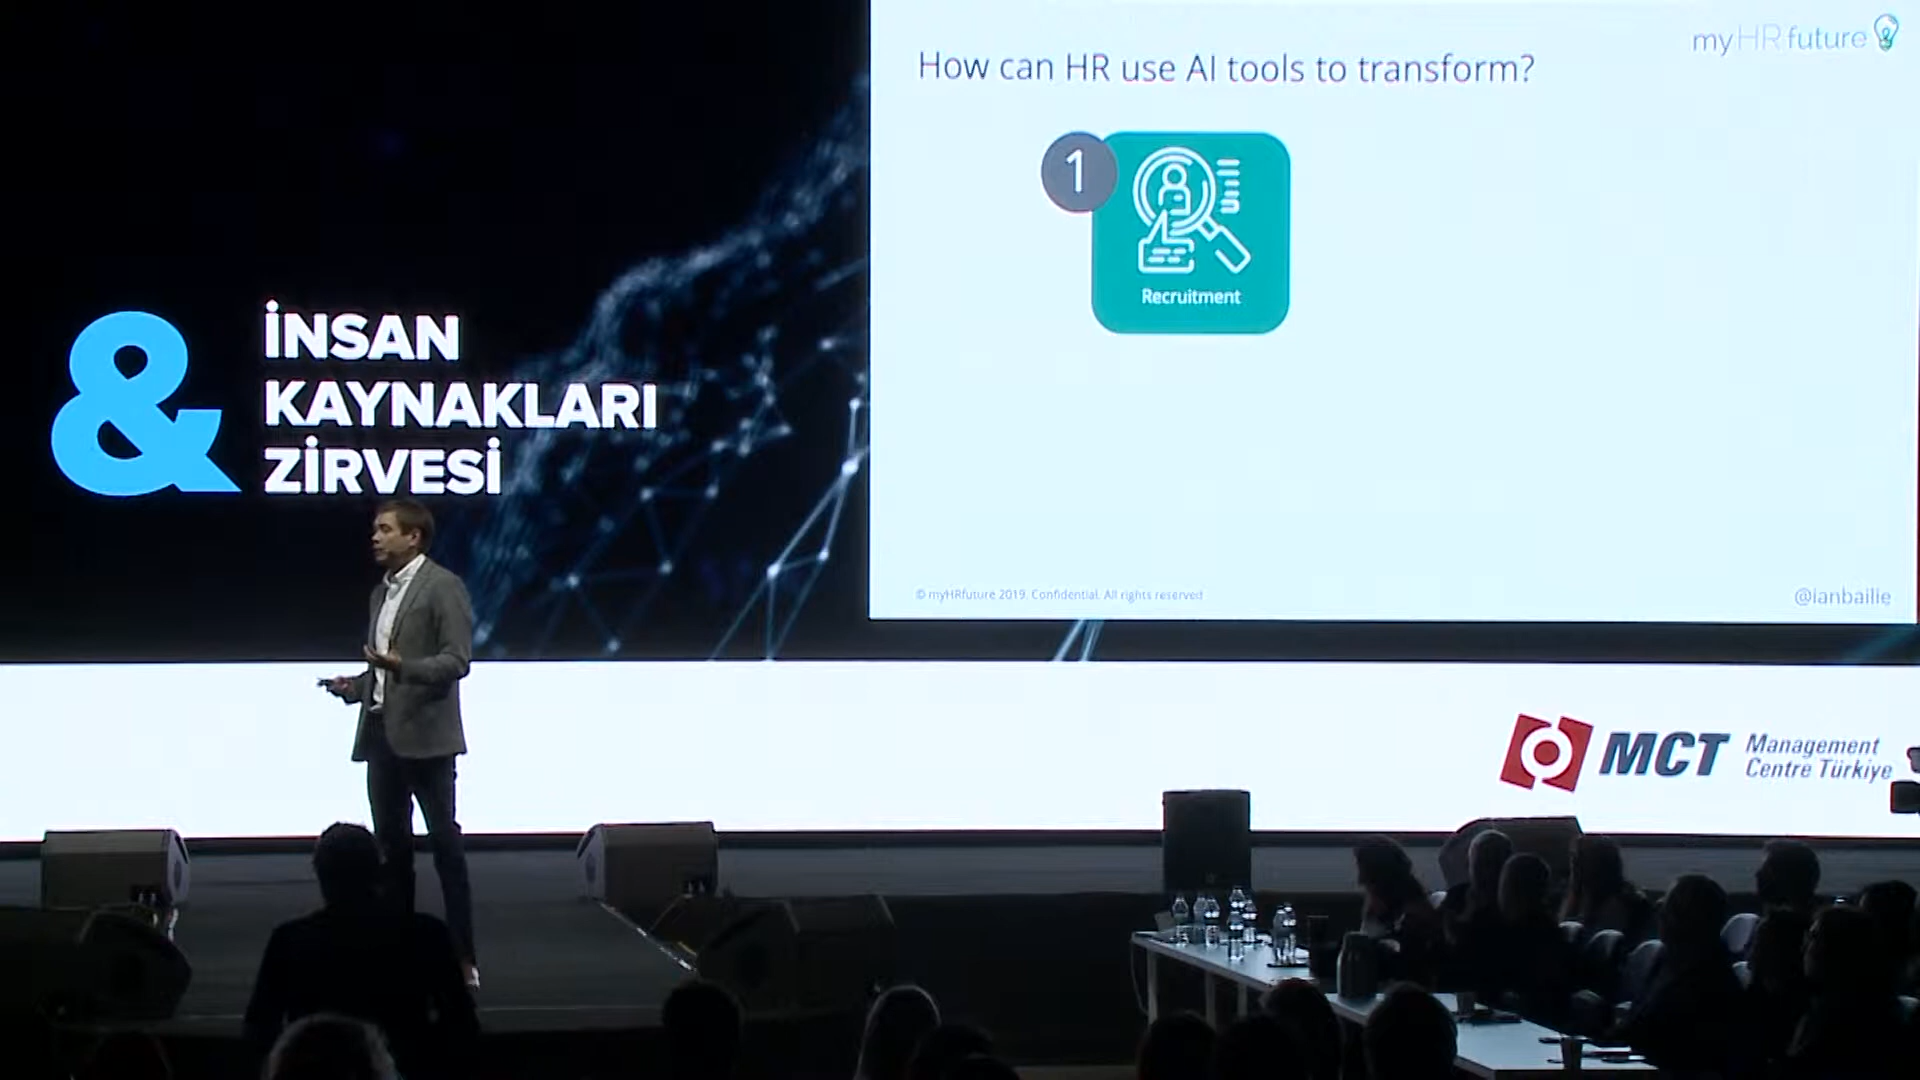 &
İNSAN
KAYNAKLARI
ZİRVESİ
myHRfuture
How can HR use AI tools to transform?
1
Recruitment
© myHRfuture 2019. Confidential. All rights reserved
@ianbailie
MCT
Management
Centre Türkiye